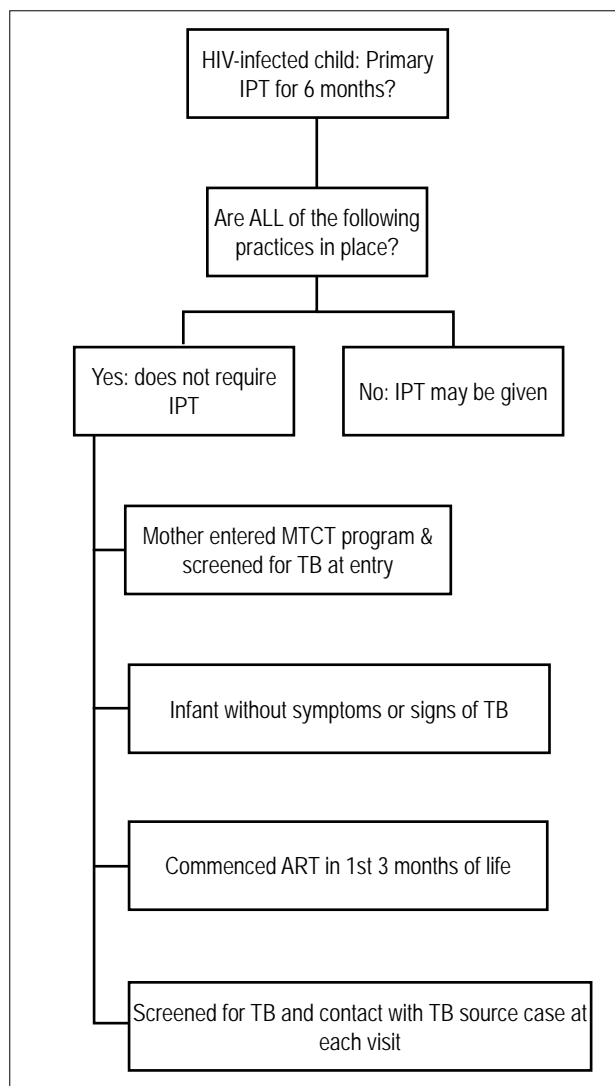 HIV-infected child: Primary
IPT for 6 months?
Are ALL of the following
practices in place?
Yes: does not require
IPT
No: IPT may be given
Mother entered MTCT program &
screened for TB at entry
Infant without symptoms or signs of TB
Commenced ART in 1st 3 months of life
Screened for TB and contact with TB source case at
each visit